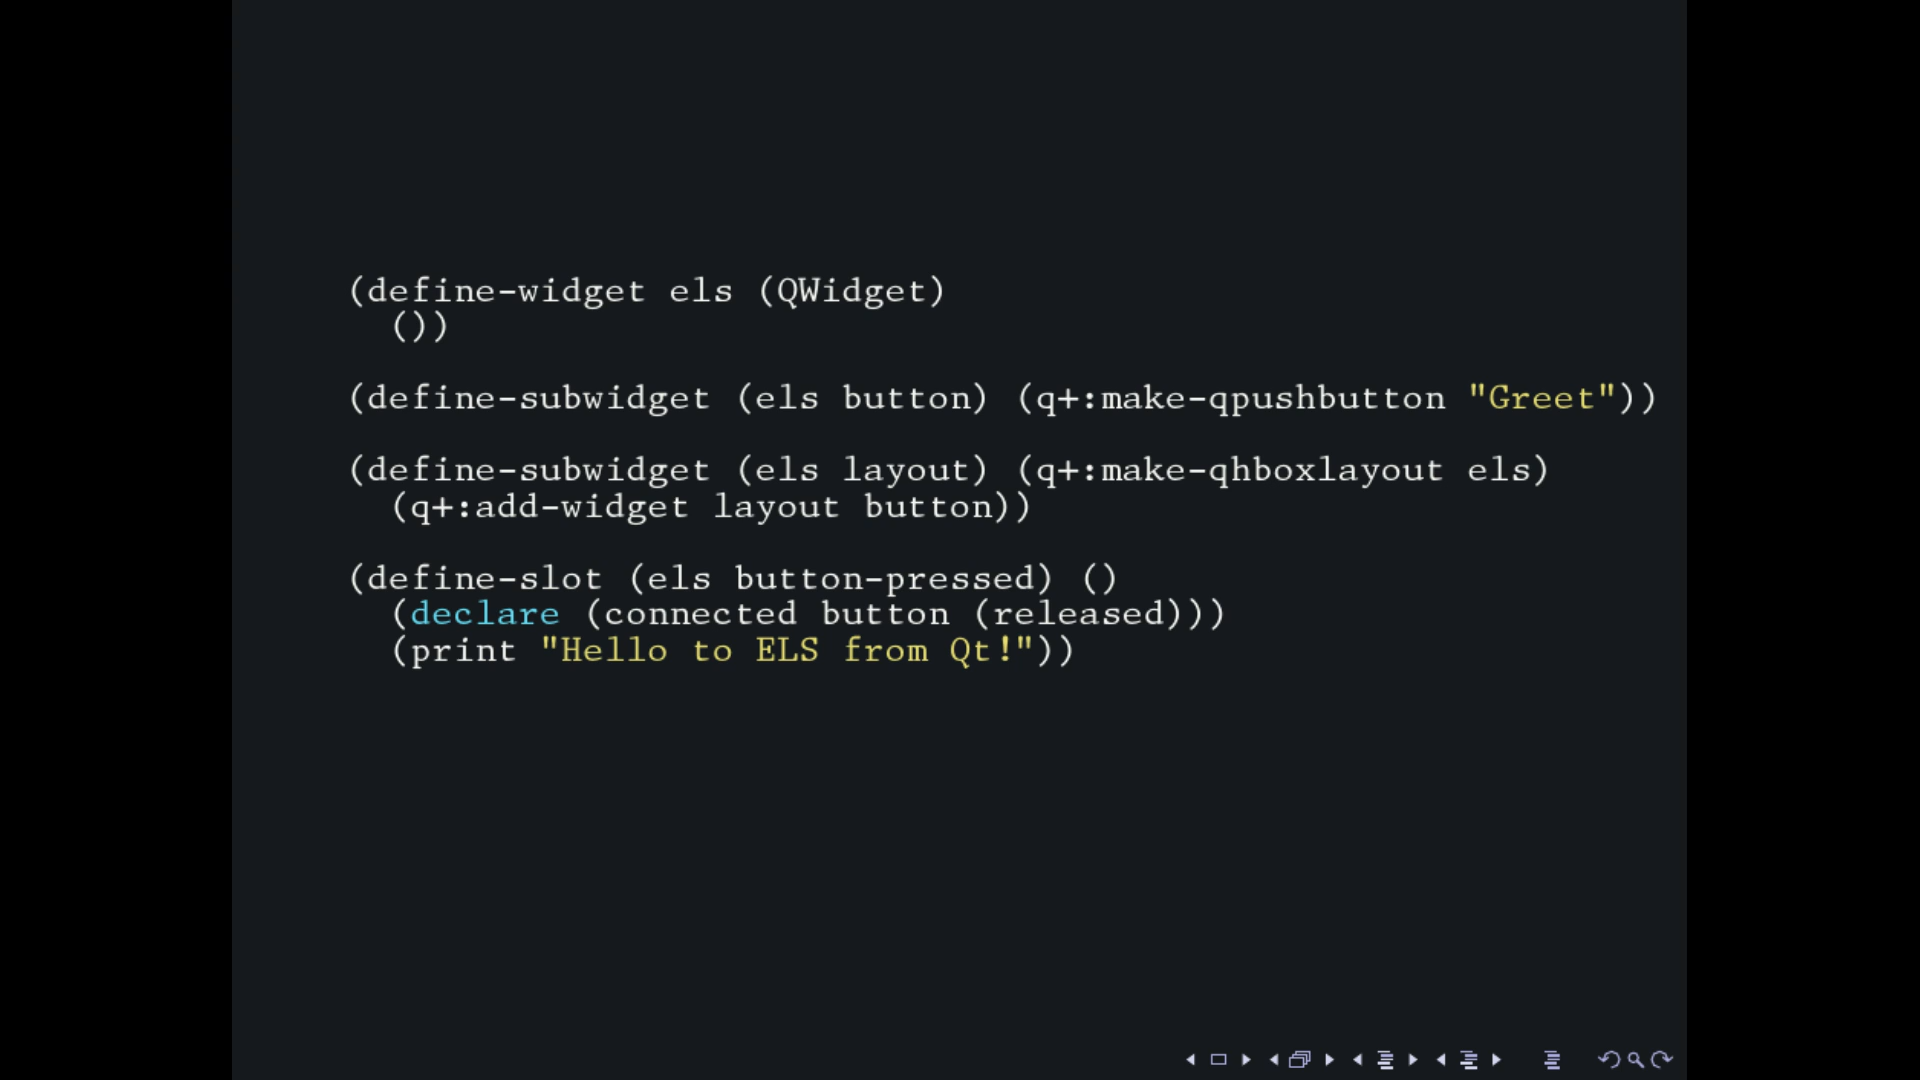 (define-widget els (QWidget)
  ())
(define-subwidget (els button) (q+:make-qpushbutton "Greet"))
(define-subwidget (els layout) (q+:make-qhboxlayout els)
  (q+:add-widget layout button))
(define-slot (els button-pressed) ()
  (declare (connected button (released)))
  (print "Hello to ELS from Qt!"))